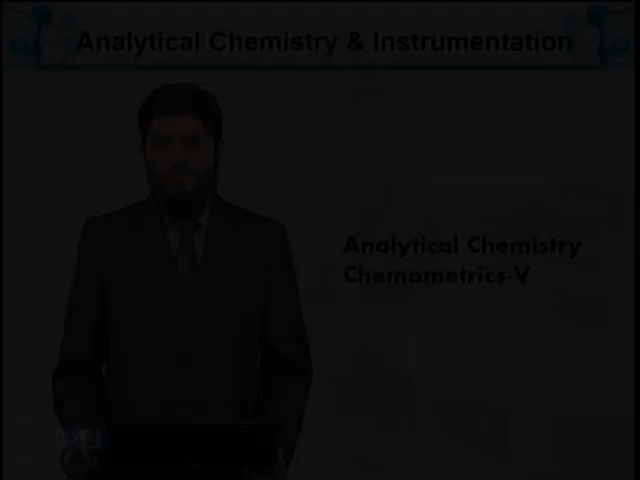 Analytical Chemistry & Instrumentation
Analytical Chemistry
Chemometrics-V